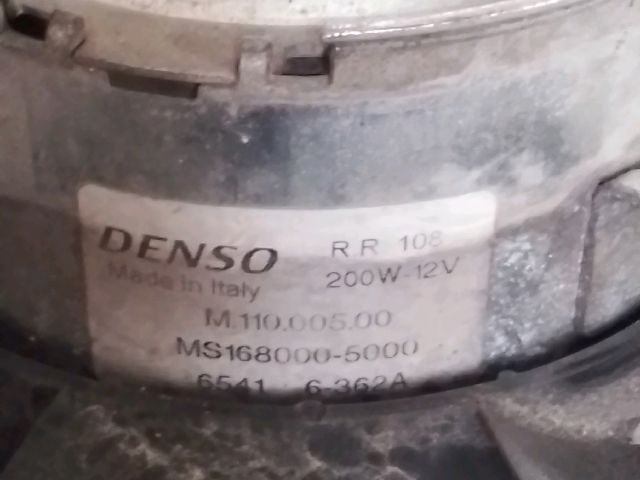 DENSO R R 108
Made in Italy 200W-12V
M.110.005.00
MS168000-5000
6541 6-362A